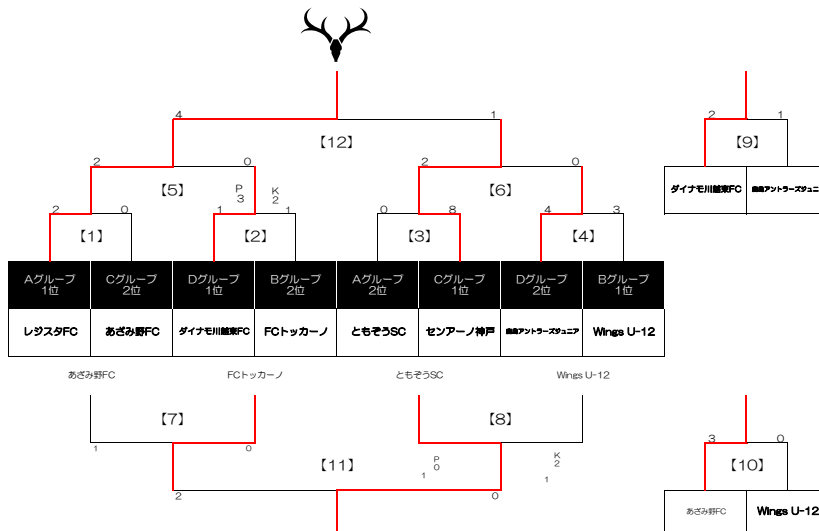 4 1
【12】
2 1
【9】
2 0
2 0
【5】
【6】
P
3
K
2
ダイナモ川越東FC
2 0
1 1
0 8
4 3
【1】
【2】
【3】
【4】
Aグループ
1位
Cグループ
2位
Dグループ
1位
Bグループ
2位
Aグループ
2位
Cグループ
1位
Dグループ
2位
Bグループ
1位
レジスタFC
あざみ野FC
ダイナモ川越東FC
FCトッカーノ
ともぞうSC
センアーノ神戸
Wings U-12
あざみ野FC
FCトッカーノ
ともぞうSC
Wings U-12
【7】
【8】
1 0
P
0
1
K
2
1
3 0
【11】
【10】
2 0
あざみ野FC
Wings U-12